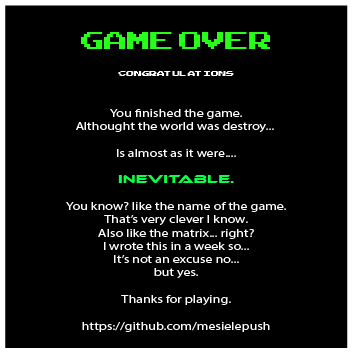 GAME OVER
CONGRATULATIONS
You finished the game.
Althought the world was destroy...
Is almost as it were....
INEVITABLE.
You know? like the name of the game.
That's very clever I know.
Also like the matrix... right?
I wrote this in a week so...
It's not an excuse no...
but yes.
Thanks for playing.
https://github.com/mesielepush